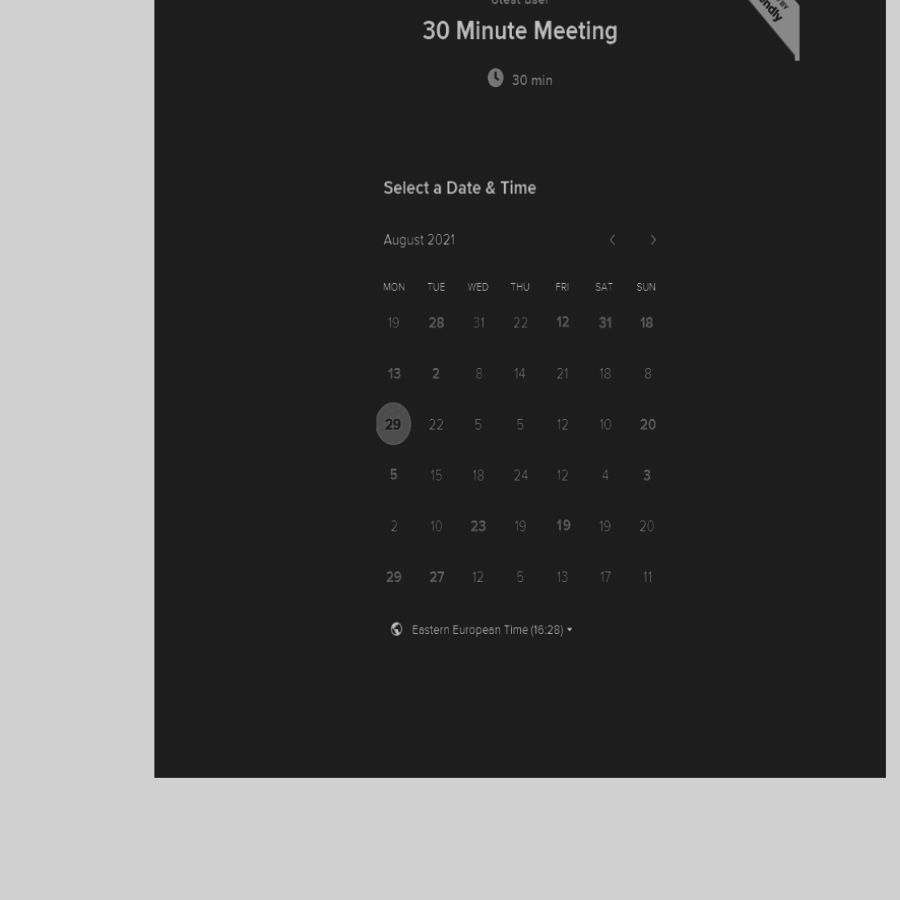 30 Minute Meeting
30 min
Select a Date & Time
August 2021
MON TUE WED THU FRI SAT SUN
19 28 31 22 12 31 18
13 2 8 14 21 18 8
29 22 5 5 12 10 20
5 15 18 24 12 4 3
2 10 23 19 19 19 20
29 27 12 5 13 17 11
Eastern European Time (16:28)